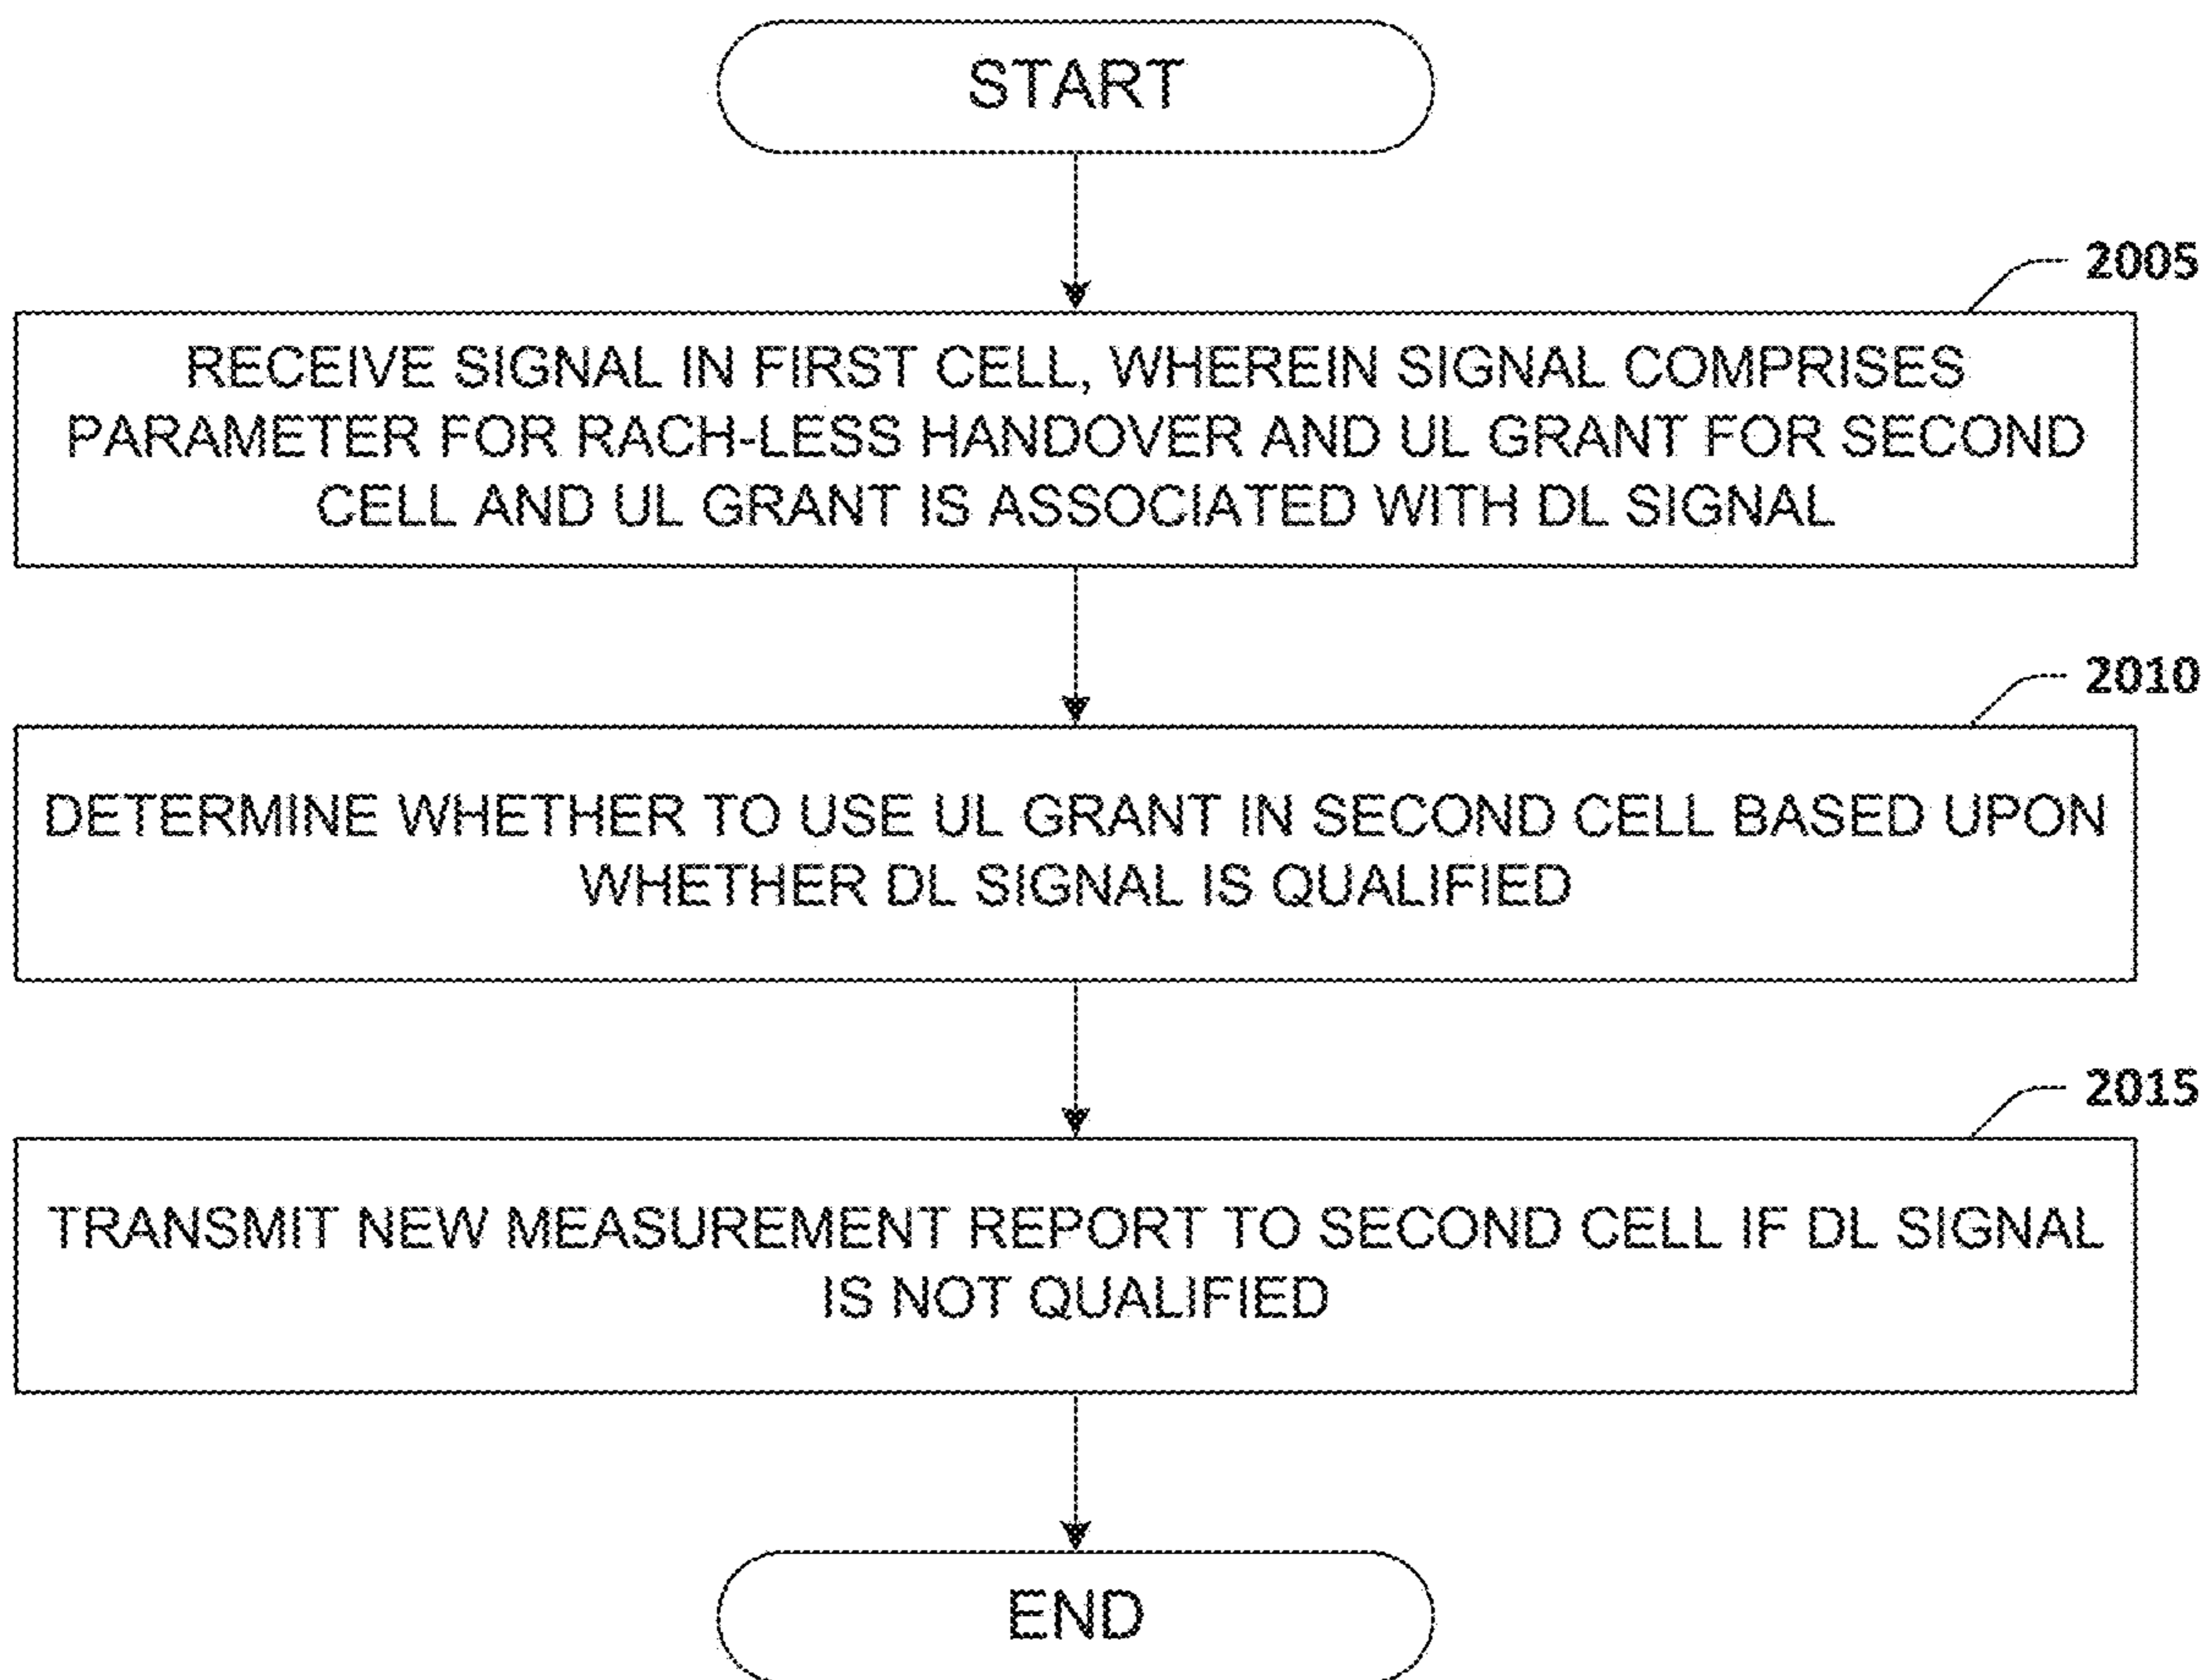 START
2005
RECEIVE SIGNAL IN FIRST CELL, WHEREIN SIGNAL COMPRISES
PARAMETER FOR RACH-LESS HANDOVER AND UL GRANT FOR SECOND
CELL AND UL GRANT IS ASSOCIATED WITH DL SIGNAL
2010
DETERMINE WHETHER TO USE UL GRANT IN SECOND CELL BASED UPON
WHETHER DL SIGNAL IS QUALIFIED
2015
TRANSMIT NEW MEASUREMENT REPORT TO SECOND CELL IF DL SIGNAL
IS NOT QUALIFIED
END